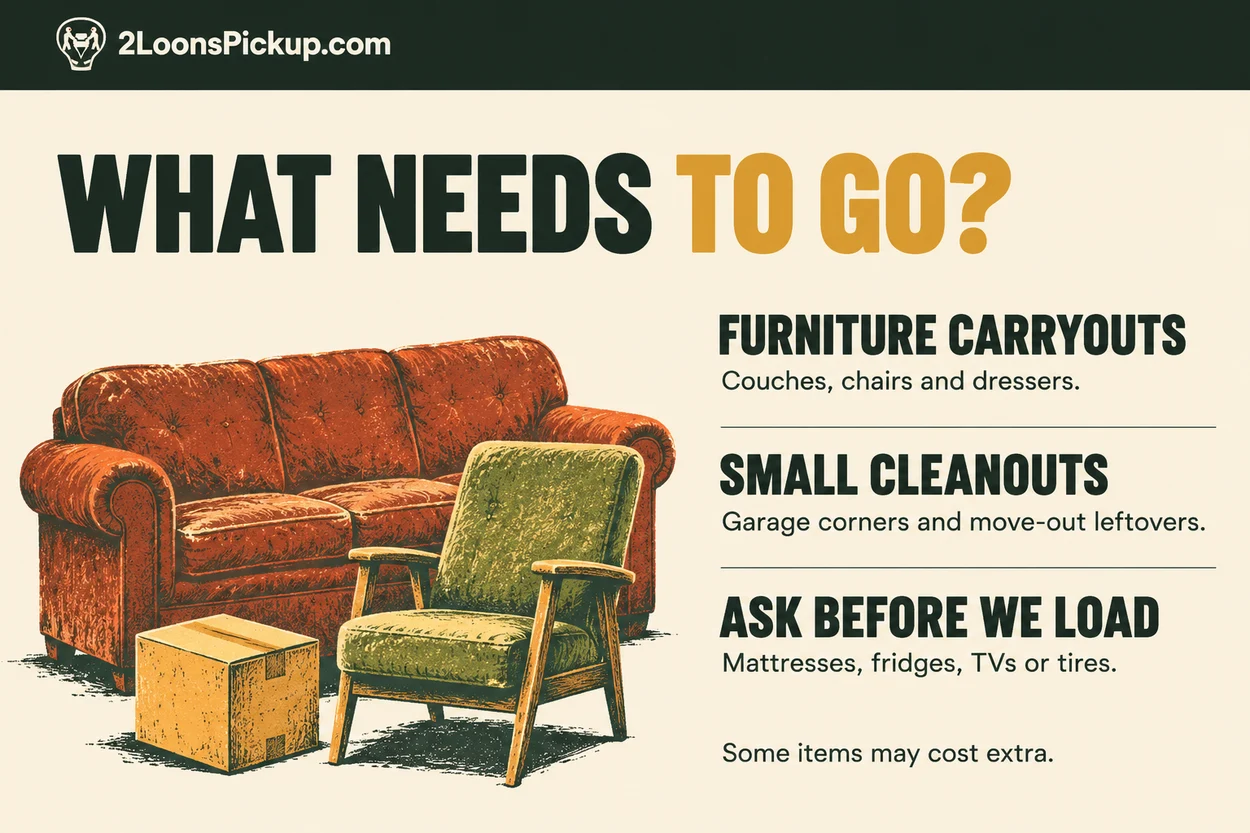 2LoonsPickup.com
WHAT NEEDS TO GO?
FURNITURE CARRYOUTS
Couches, chairs and dressers.
SMALL CLEANOUTS
Garage corners and move-out leftovers.
ASK BEFORE WE LOAD
Mattresses, fridges, TVs or tires.
Some items may cost extra.